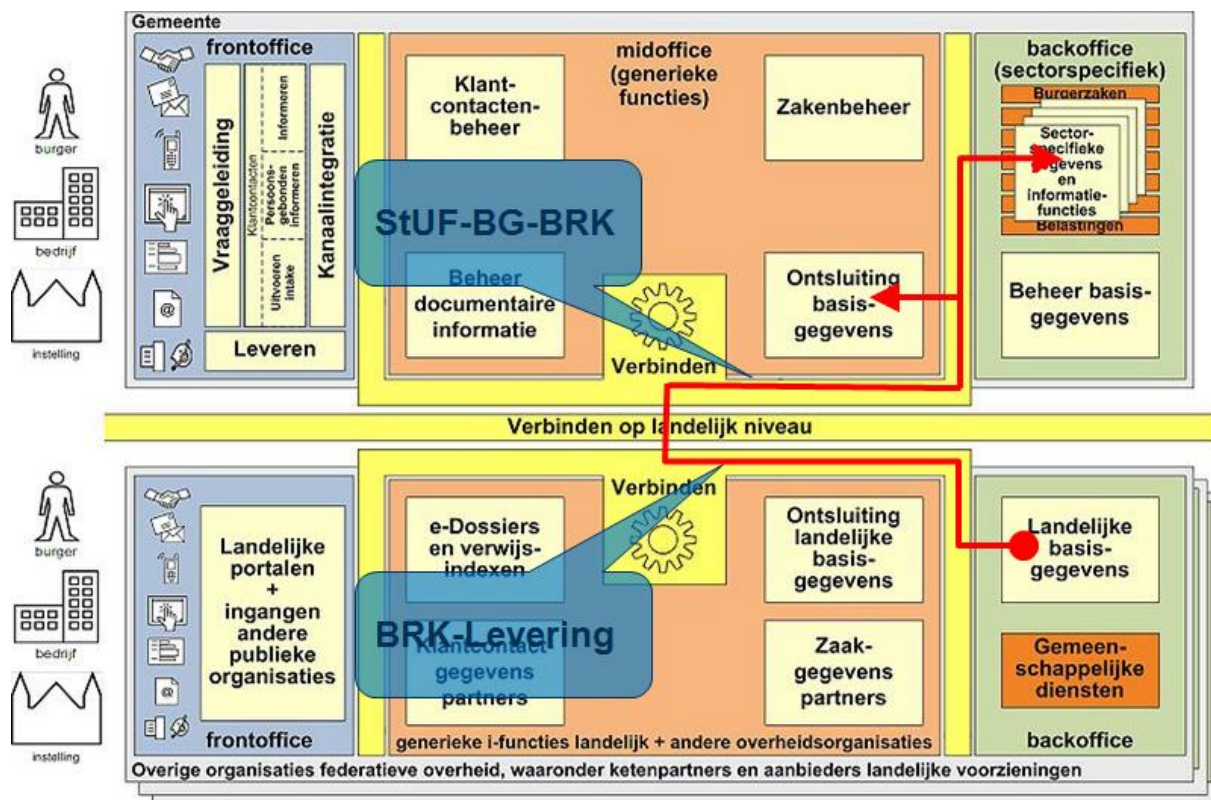 Gemeente
burger
bedrijf
instelling
frontoffice
Vraaggeleiding
Klantcontacten
Informeren
Persoons-
gebonden
informeren
Uitvoeren
intake
Kanaalintegratie
Leveren
@
midoffice
(generieke
functies)
Klant-
contacten-
beheer
Zakenbeheer
StUF-BG-BRK
Beheer
documentaire
informatie
Verbinden
Ontsluiting
basis-
gegevens
backoffice
(sectorspecifiek)
Burgerzaken
Sector-
specifieke
gegevens
en
informatie-
functies
Belastingen
Beheer basis-
gegevens
Verbinden op landelijk niveau
burger
bedrijf
instelling
Landelijke
portalen
+
ingangen
andere
publieke
organisaties
@
frontoffice
e-Dossiers
en verwijs-
indexen
Verbinden
Ontsluiting
landelijke
basis-
gegevens
BRK-Levering
Klantcontact
gegevens
partners
Zaak-
gegevens
partners
generieke i-functies landelijk + andere overheidsorganisaties
Landelijke
basis-
gegevens
Gemeen-
schappelijke
diensten
backoffice
Overige organisaties federatieve overheid, waaronder ketenpartners en aanbieders landelijke voorzieningen